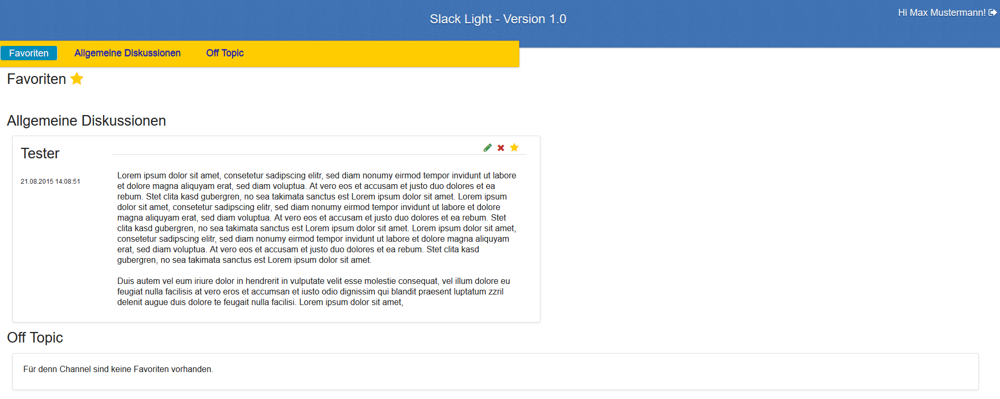 Slack Light - Version 1.0
Hi Max Mustermann!
Favoriten Allgemeine Diskussionen Off Topic
Favoriten
Allgemeine Diskussionen
Tester
21.08.2015 14:08:51
Lorem ipsum dolor sit amet, consetetur sadipscing elitr, sed diam nonumy eirmod tempor invidunt ut labore
et dolore magna aliquyam erat, sed diam voluptua. At vero eos et accusam et justo duo dolores et ea
rebum. Stet clita kasd gubergren, no sea takimata sanctus est Lorem ipsum dolor sit amet. Lorem ipsum
dolor sit amet, consetetur sadipscing elitr, sed diam nonumy eirmod tempor invidunt ut labore et dolore
magna aliquyam erat, sed diam voluptua. At vero eos et accusam et justo duo dolores et ea rebum. Stet
clita kasd gubergren, no sea takimata sanctus est Lorem ipsum dolor sit amet. Lorem ipsum dolor sit amet,
consetetur sadipscing elitr, sed diam nonumy eirmod tempor invidunt ut labore et dolore magna aliquyam
erat, sed diam voluptua. At vero eos et accusam et justo duo dolores et ea rebum. Stet clita kasd
gubergren, no sea takimata sanctus est Lorem ipsum dolor sit amet.
Duis autem vel eum iriure dolor in hendrerit in vulputate velit esse molestie consequat, vel illum dolore eu
feugiat nulla facilisis at vero eros et accumsan et iusto odio dignissim qui blandit praesent luptatum zzril
delenit augue duis dolore te feugait nulla facilisi. Lorem ipsum dolor sit amet,
Off Topic
Für denn Channel sind keine Favoriten vorhanden.